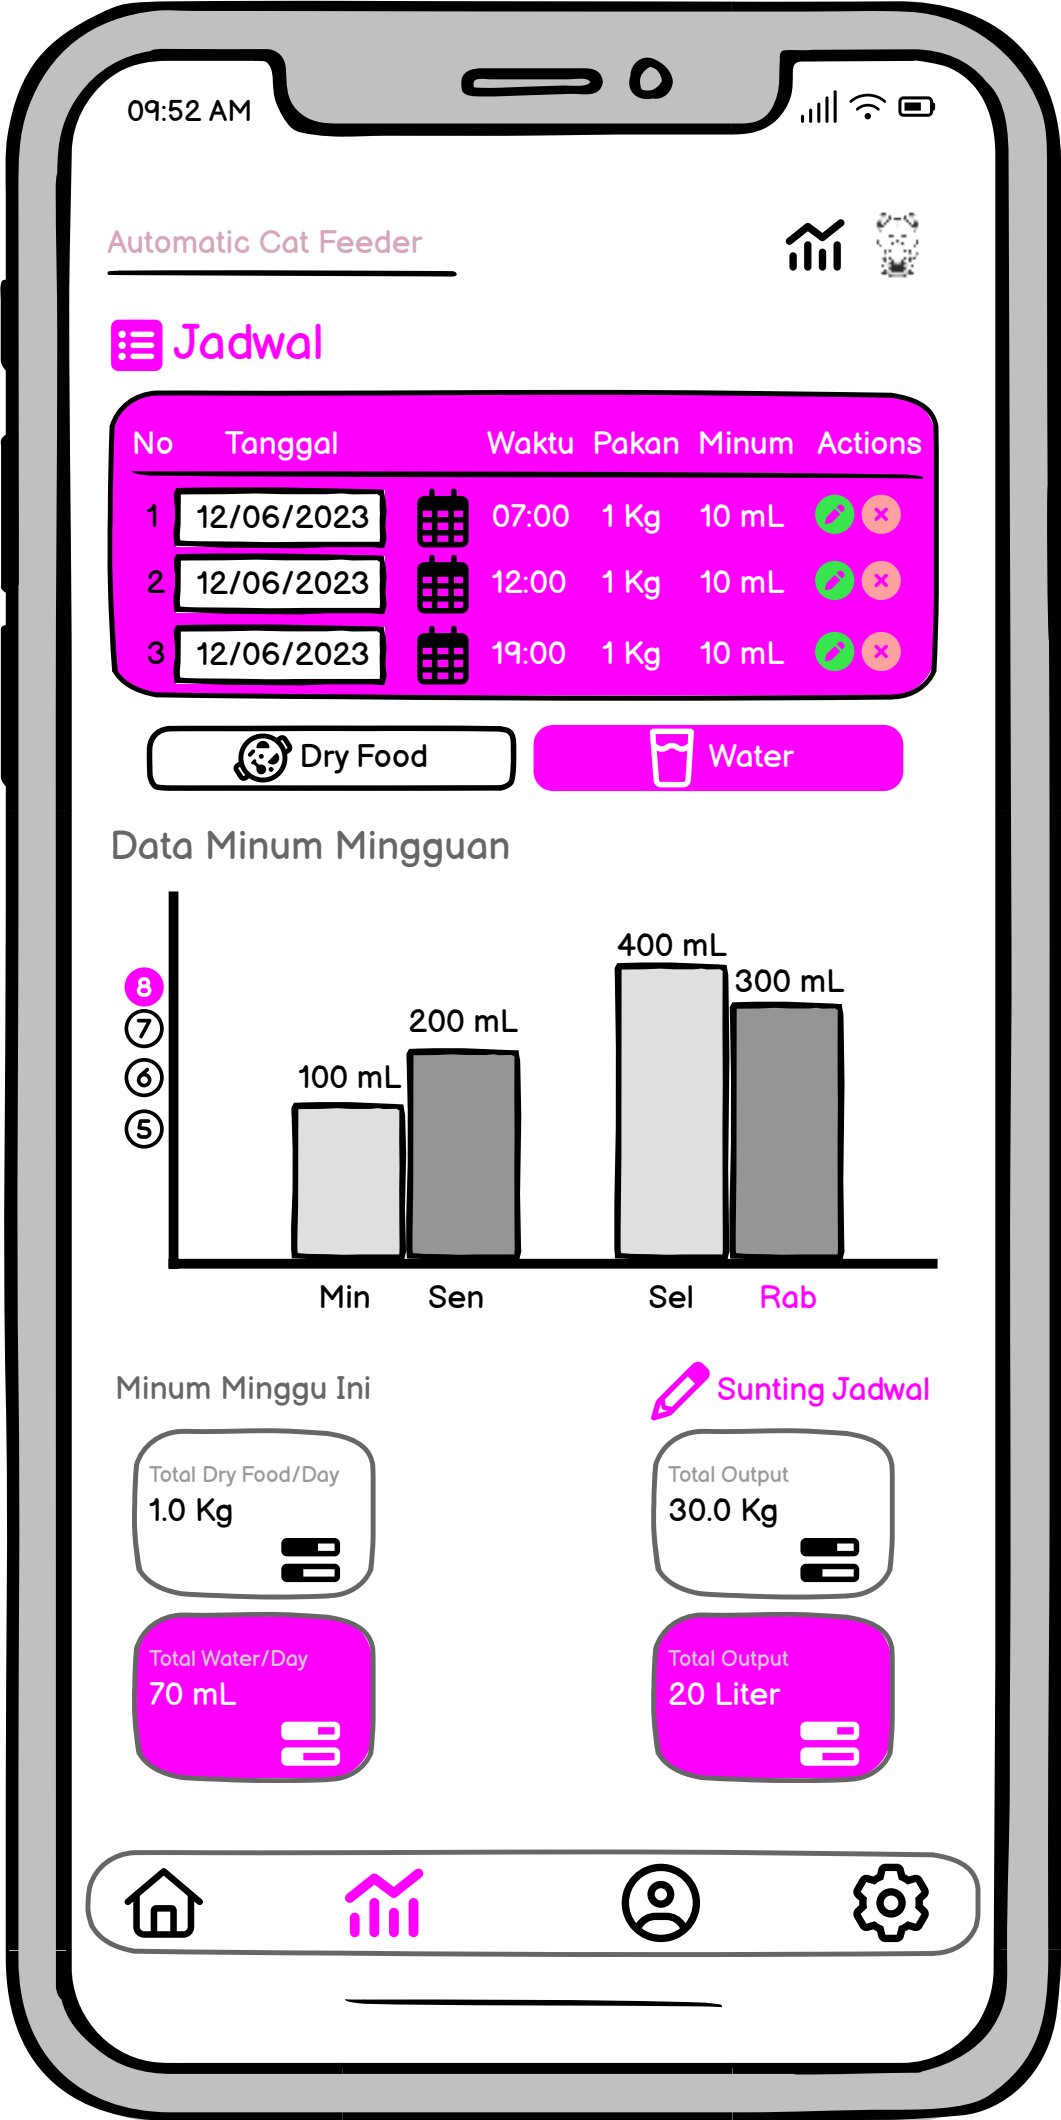 09:52 AM
Automatic Cat Feeder
Jadwal
No Tanggal Waktu Pakan Minum Actions
1 12/06/2023 07:00 1 Kg 10 mL
2 12/06/2023 12:00 1 Kg 10 mL
3 12/06/2023 19:00 1 Kg 10 mL
Dry Food Water
Data Minum Mingguan
400 mL
300 mL
8
200 mL
7
100 mL
6
5
Min Sen Sel Rab
Minum Minggu Ini Sunting Jadwal
Total Dry Food/Day Total Output
1.0 Kg 30.0 Kg
Total Water/Day Total Output
70 mL 20 Liter